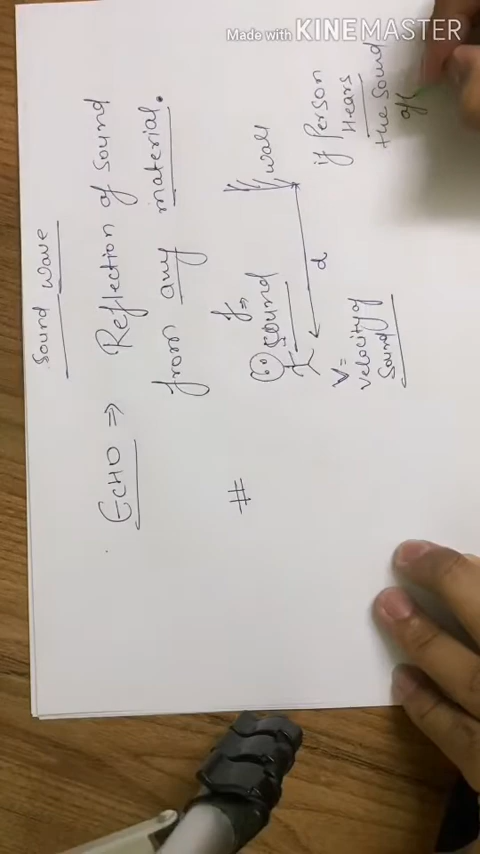 Made with KINEMASTER
Sound wave
ECHO ⇒ Reflection of sound
from any material.
# sound f⇒ wall
d
V=
velocity of
Sound
if Person
Hears
the sound
of